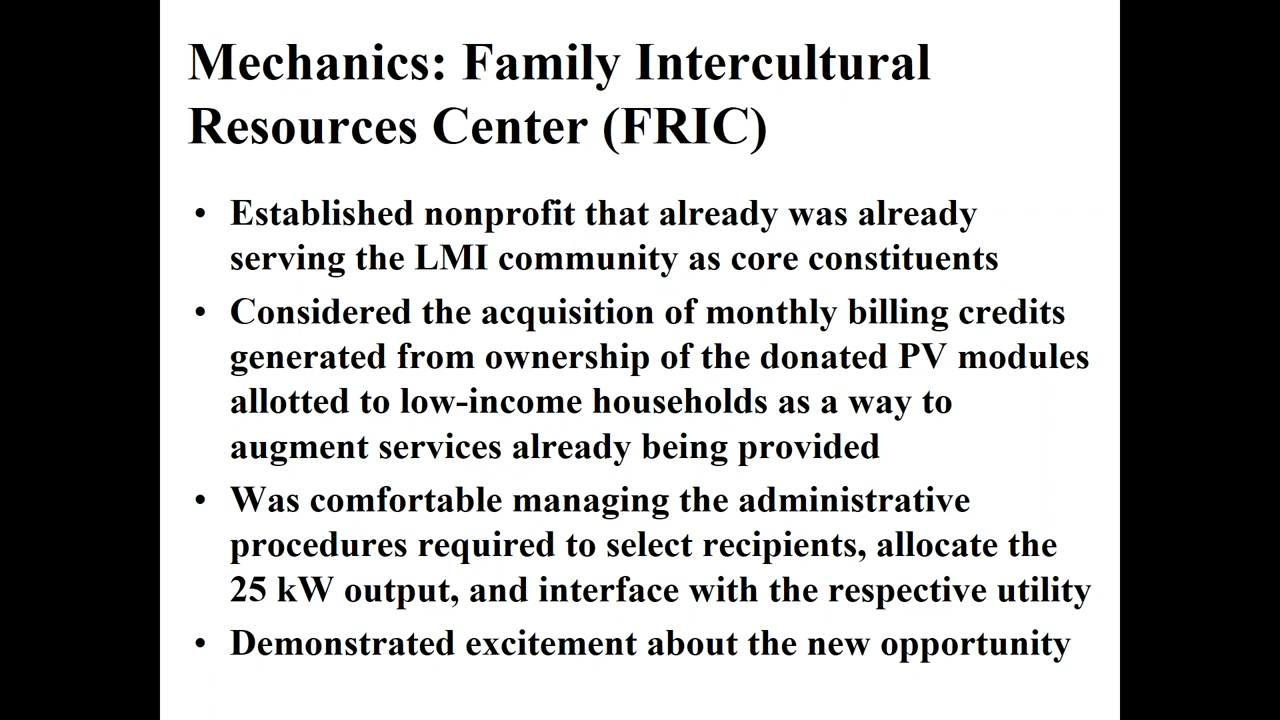 Mechanics: Family Intercultural
Resources Center (FRIC)
• Established nonprofit that already was already
serving the LMI community as core constituents
• Considered the acquisition of monthly billing credits
generated from ownership of the donated PV modules
allotted to low-income households as a way to
augment services already being provided
• Was comfortable managing the administrative
procedures required to select recipients, allocate the
25 kW output, and interface with the respective utility
• Demonstrated excitement about the new opportunity